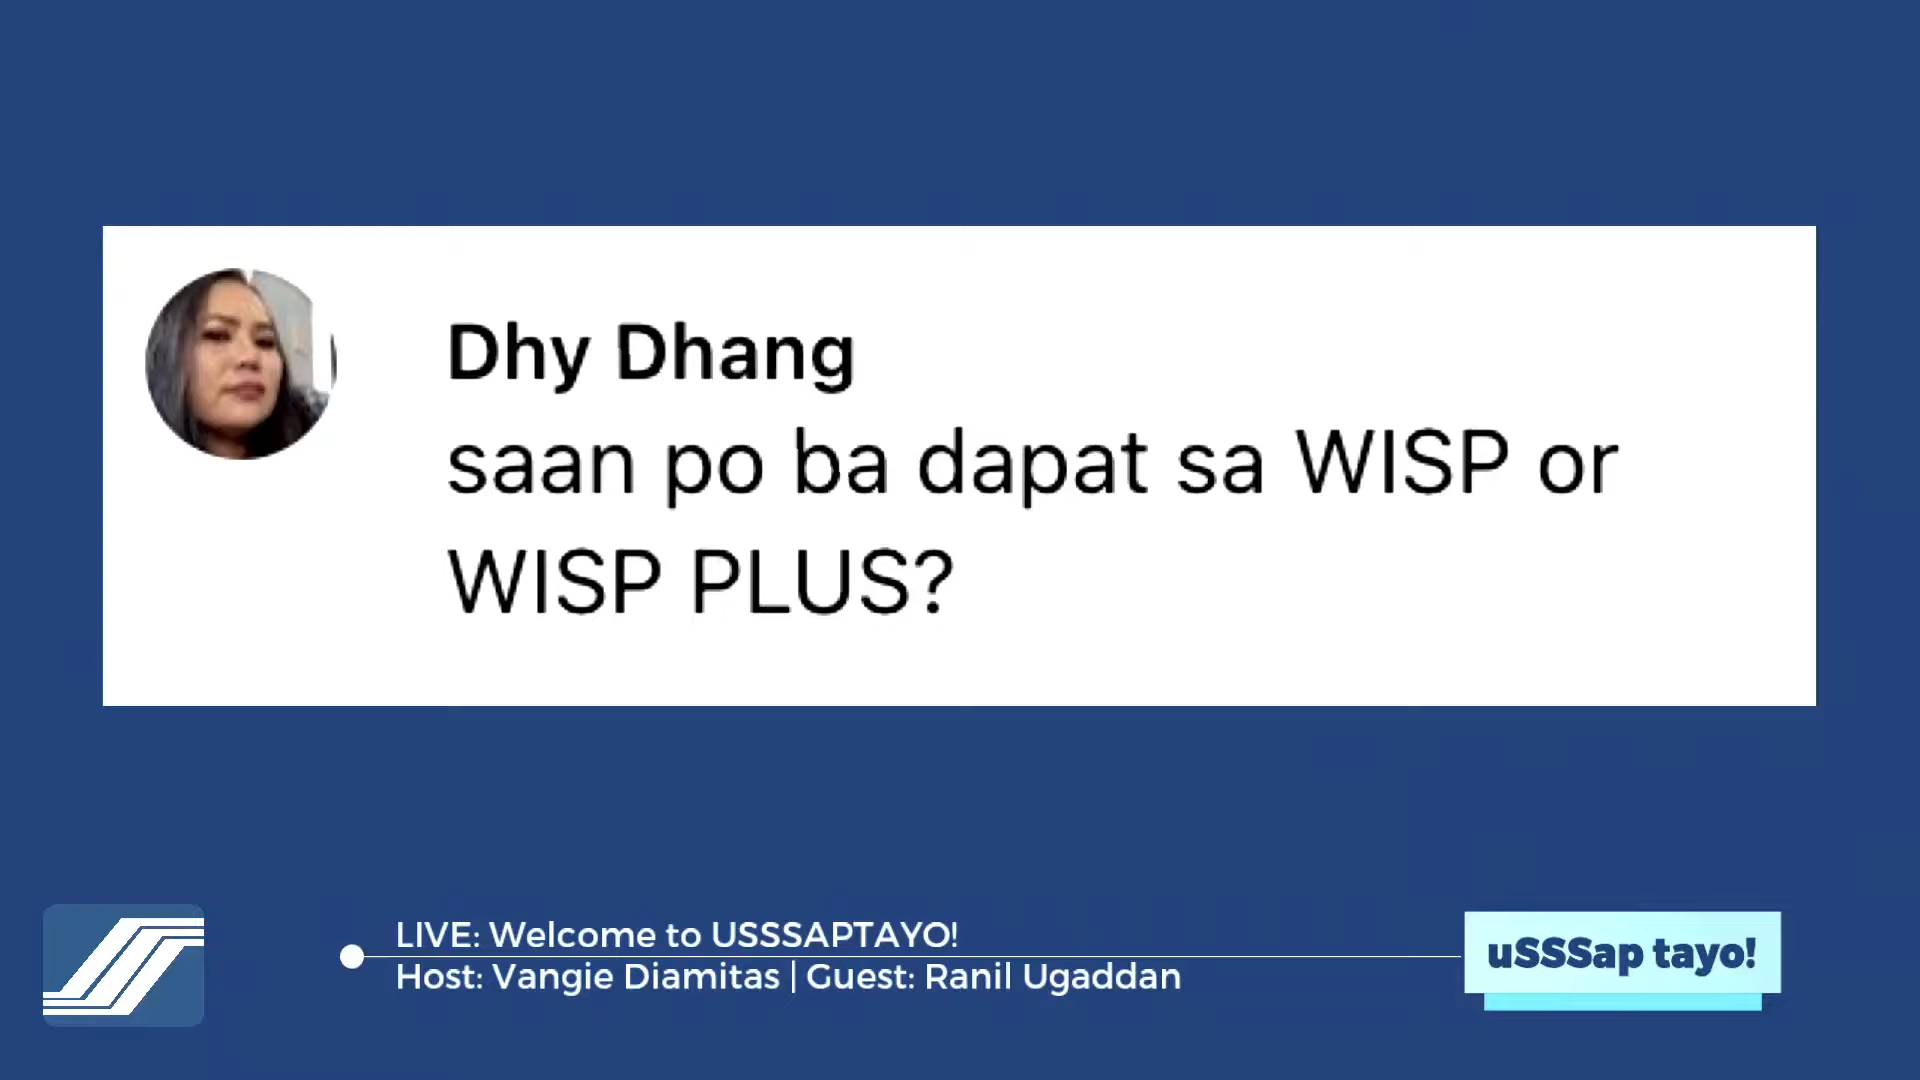 Dhy Dhang
saan po ba dapat sa WISP or
WISP PLUS?
LIVE: Welcome to USSSAPTAYO!
Host: Vangie Diamitas | Guest: Ranil Ugaddan
uSSSap tayo!